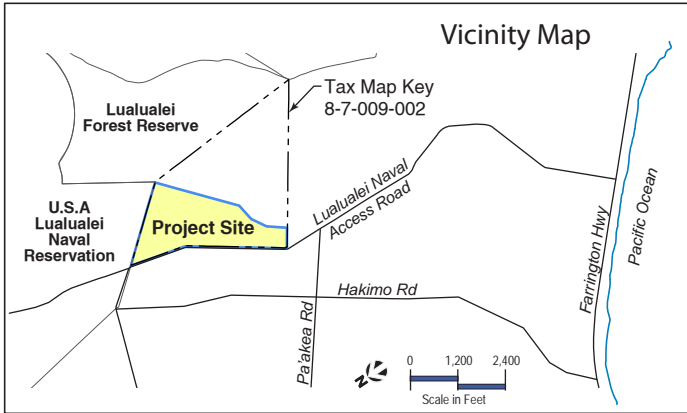 Vicinity Map
Tax Map Key
8-7-009-002
Lualualei
Forest Reserve
U.S.A
Lualualei
Naval
Reservation
Project Site
Lualualei Naval
Access Road
Farrington Hwy
Pacific Ocean
Hakimo Rd
Pa'akea Rd
N
0 1,200 2,400
Scale in Feet